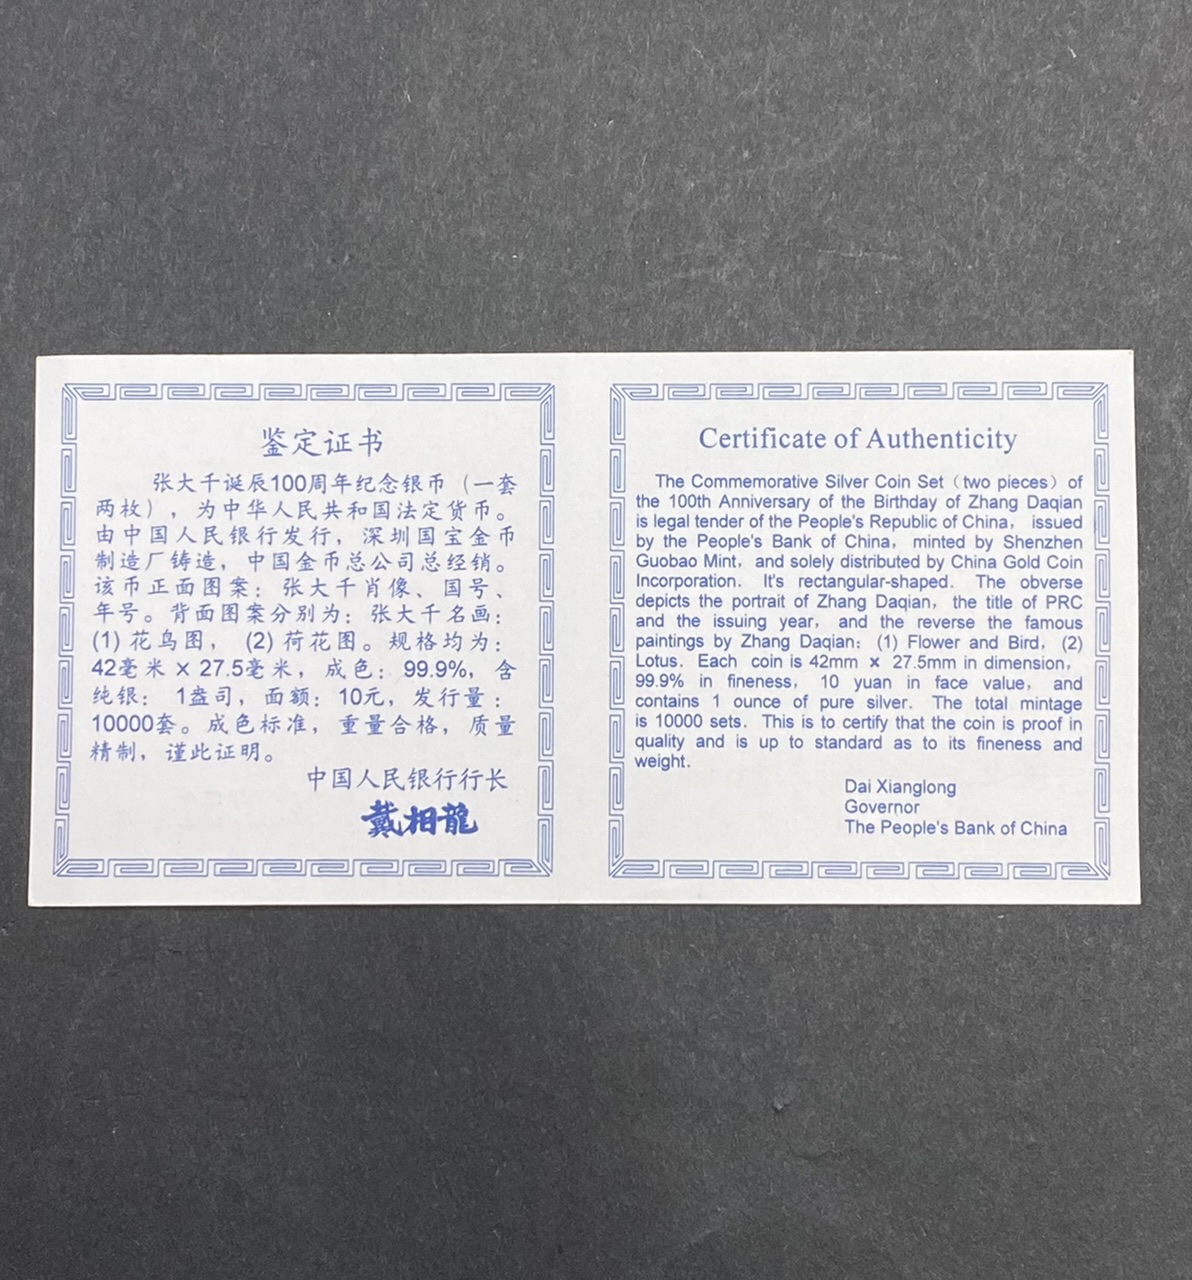 鉴定证书
张大千诞辰100周年纪念银币（一套
两枚），为中华人民共和国法定货币。
由中国人民银行发行，深圳国宝金币
制造厂铸造，中国金币总公司总经销。
该币正面图案：张大千肖像、国号、
年号。背面图案分别为：张大千名画：
(1) 花鸟图， (2) 荷花图。规格均为：
42毫米 × 27.5毫米，成色：99.9%，含
纯银： 1盎司，面额：10元，发行量：
10000套。成色标准，重量合格，质量
精制，谨此证明。
中国人民银行行长
戴相龍
Certificate of Authenticity
The Commemorative Silver Coin Set（two pieces）of
the 100th Anniversary of the Birthday of Zhang Daqian
is legal tender of the People's Republic of China， issued
by the People's Bank of China， minted by Shenzhen
Guobao Mint，and solely distributed by China Gold Coin
Incorporation. It's rectangular-shaped. The obverse
depicts the portrait of Zhang Daqian，the title of PRC
and the issuing year，and the reverse the famous
paintings by Zhang Daqian：(1) Flower and Bird，(2)
Lotus. Each coin is 42mm × 27.5mm in dimension，
99.9% in fineness， 10 yuan in face value， and
contains 1 ounce of pure silver. The total mintage
is 10000 sets. This is to certify that the coin is proof in
quality and is up to standard as to its fineness and
weight.
Dai Xianglong
Governor
The People's Bank of China